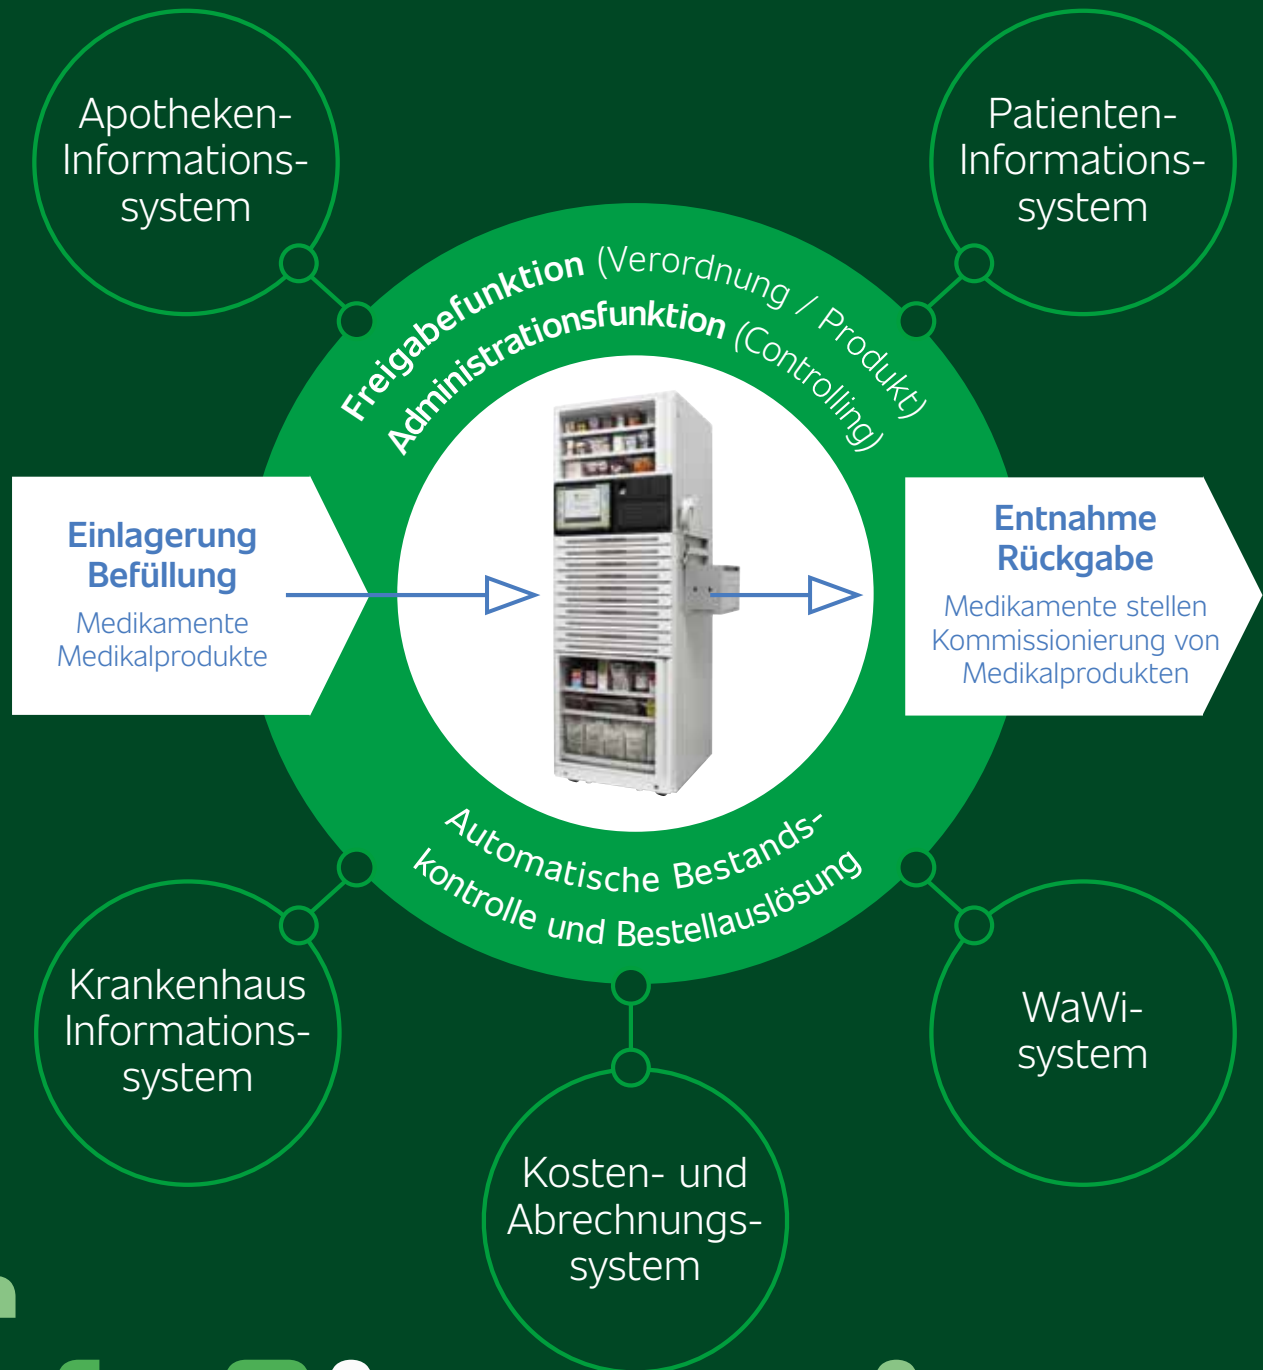 Apotheken-
Informations-
system
Patienten-
Informations-
system
Freigabefunktion (Verordnung / Produkt)
Administrationsfunktion (Controlling)
Einlagerung
Befüllung
Medikamente
Medikalprodukte
Entnahme
Rückgabe
Medikamente stellen
Kommissionierung von
Medikalprodukten
Automatische Bestands-
kontrolle und Bestellauslösung
Krankenhaus
Informations-
system
WaWi-
system
Kosten- und
Abrechnungs-
system